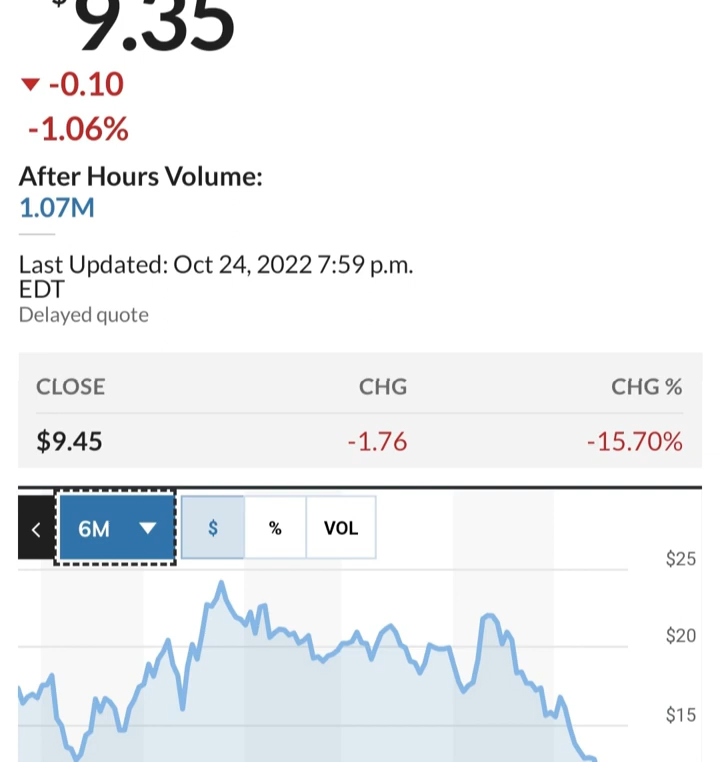 $9.35
-0.10
-1.06%
After Hours Volume:
1.07M
Last Updated: Oct 24, 2022 7:59 p.m.
EDT
Delayed quote
CLOSE CHG CHG %
$9.45 -1.76 -15.70%
6M $ % VOL
$25
$20
$15